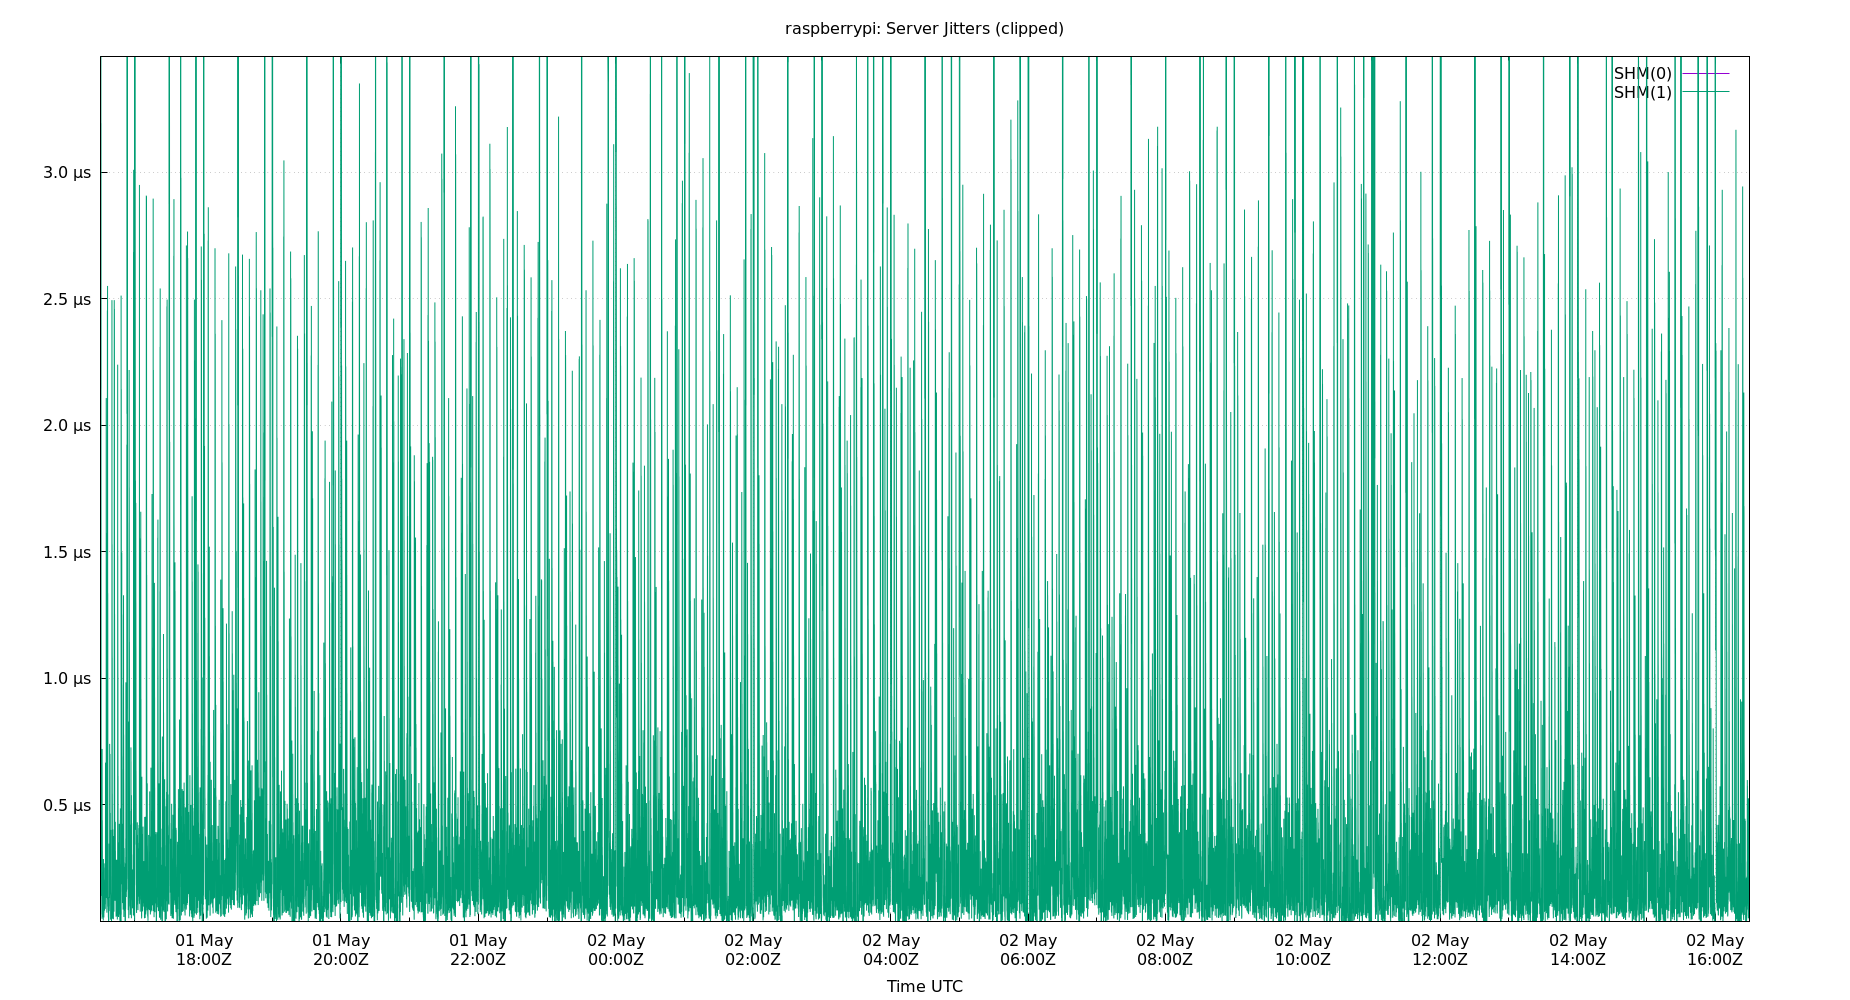 raspberrypi: Server Jitters (clipped)
SHM(0)
SHM(1)
3.0 μs
2.5 μs
2.0 μs
1.5 μs
1.0 μs
0.5 μs
01 May 01 May 01 May 02 May 02 May 02 May 02 May 02 May 02 May 02 May 02 May 02 May
18:00Z 20:00Z 22:00Z 00:00Z 02:00Z 04:00Z 06:00Z 08:00Z 10:00Z 12:00Z 14:00Z 16:00Z
Time UTC